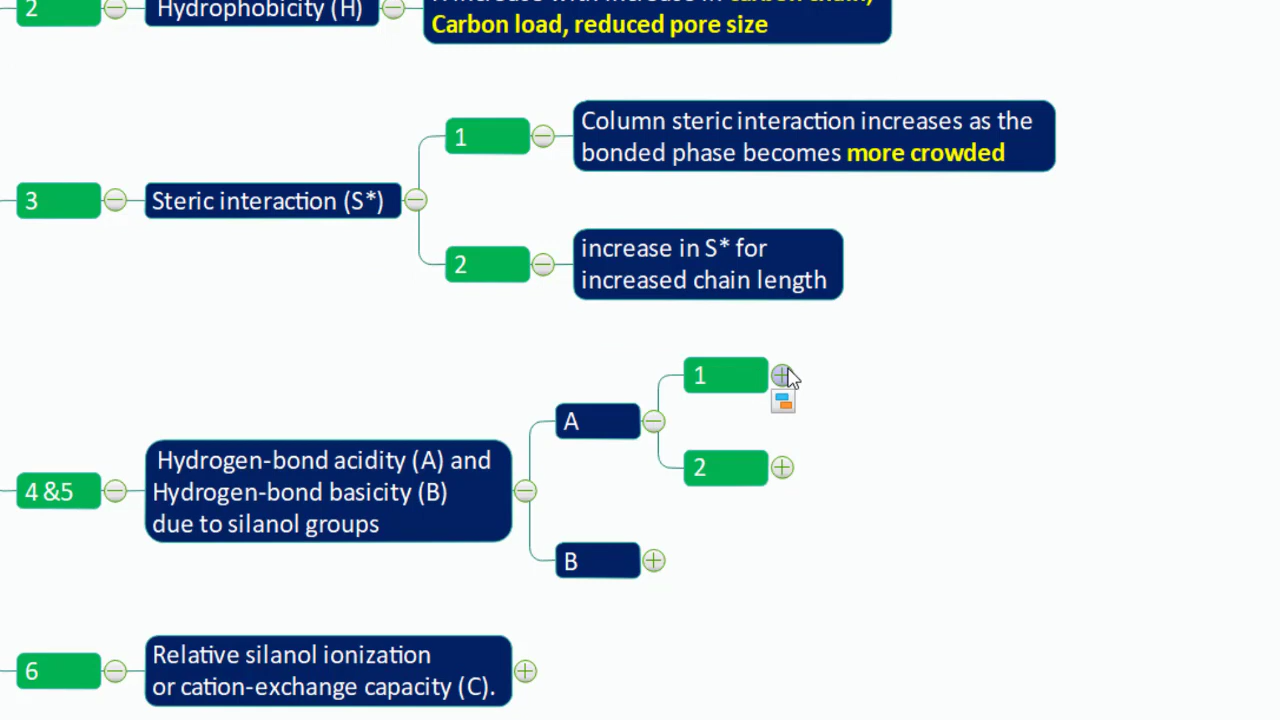 2
Hydrophobicity (H)
Carbon load, reduced pore size
3
Steric interaction (S*)
1
Column steric interaction increases as the
bonded phase becomes more crowded
2
increase in S* for
increased chain length
4 &5
Hydrogen-bond acidity (A) and
Hydrogen-bond basicity (B)
due to silanol groups
A
1
2
B
6
Relative silanol ionization
or cation-exchange capacity (C).